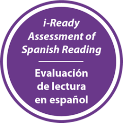 i-Ready
Assessment of
Spanish Reading
Evaluación
de lectura
en español